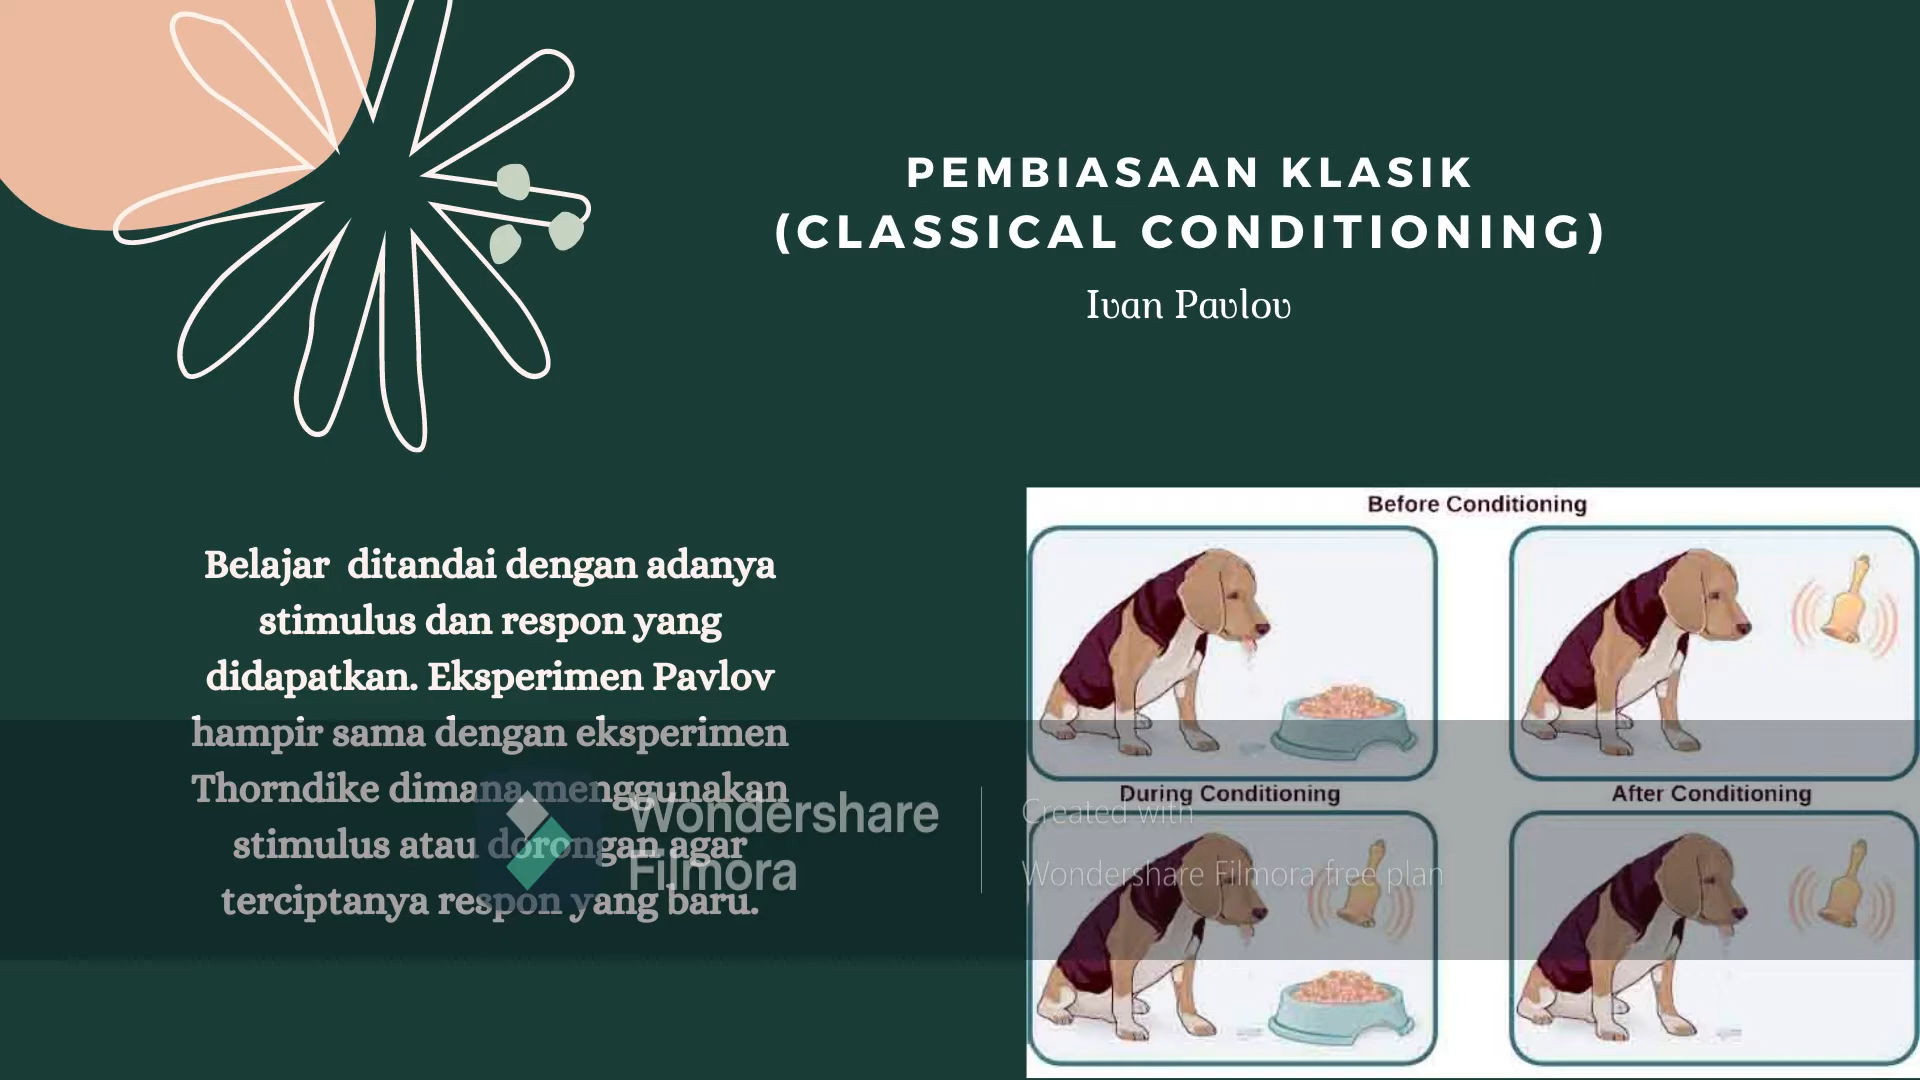 PEMBIASAAN KLASIK
(CLASSICAL CONDITIONING)
Ivan Pavlov
Belajar ditandai dengan adanya
stimulus dan respon yang
didapatkan. Eksperimen Pavlov
hampir sama dengan eksperimen
Thorndike dimana menggunakan
stimulus atau dorongan agar
terciptanya respon yang baru.
Before Conditioning
During Conditioning
After Conditioning
Wondershare
Filmora
Created with
Wondershare Filmora free plan